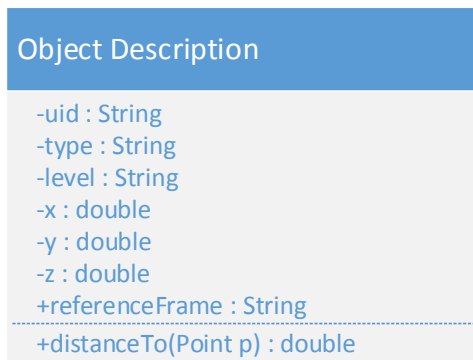 Object Description
-uid : String
-type : String
-level : String
-x : double
-y : double
-z : double
+referenceFrame : String
+distanceTo(Point p) : double